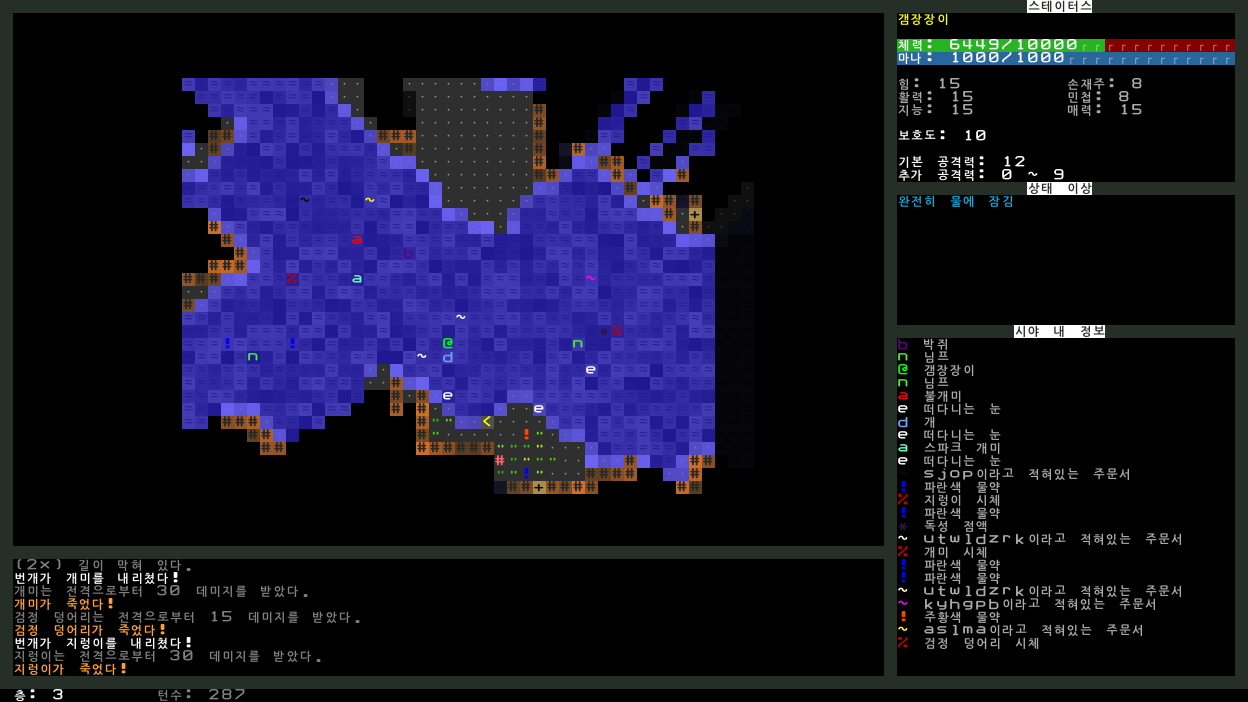 스테이터스
갬장장이
체력: 6449/10000
마나: 1000/1000
힘: 15 손재주: 8
활력: 15 민첩: 8
지능: 15 매력: 15
보호도: 10
기본 공격력: 12
추가 공격력: 0 ~ 9
상태 이상
완전히 물에 잠김
시야 내 정보
b 박쥐
n 님프
@ 갬장장이
n 님프
a 불개미
e 떠다니는 눈
d 개
e 떠다니는 눈
a 스파크 개미
e 떠다니는 눈
sjop이라고 적혀있는 주문서
! 파란색 물약
% 지렁이 시체
! 파란색 물약
* 독성 점액
~ utwldzrk이라고 적혀있는 주문서
% 개미 시체
! 파란색 물약
! 파란색 물약
~ utwldzrk이라고 적혀있는 주문서
~ kyhgpb이라고 적혀있는 주문서
! 주황색 물약
~ aslma이라고 적혀있는 주문서
% 검정 덩어리 시체
(2x) 길이 막혀 있다.
번개가 개미를 내리쳤다!
개미는 전격으로부터 30 데미지를 받았다.
개미가 죽었다!
검정 덩어리는 전격으로부터 15 데미지를 받았다.
검정 덩어리가 죽었다!
번개가 지렁이를 내리쳤다!
지렁이는 전격으로부터 30 데미지를 받았다.
지렁이가 죽었다!
층: 3 턴수: 287